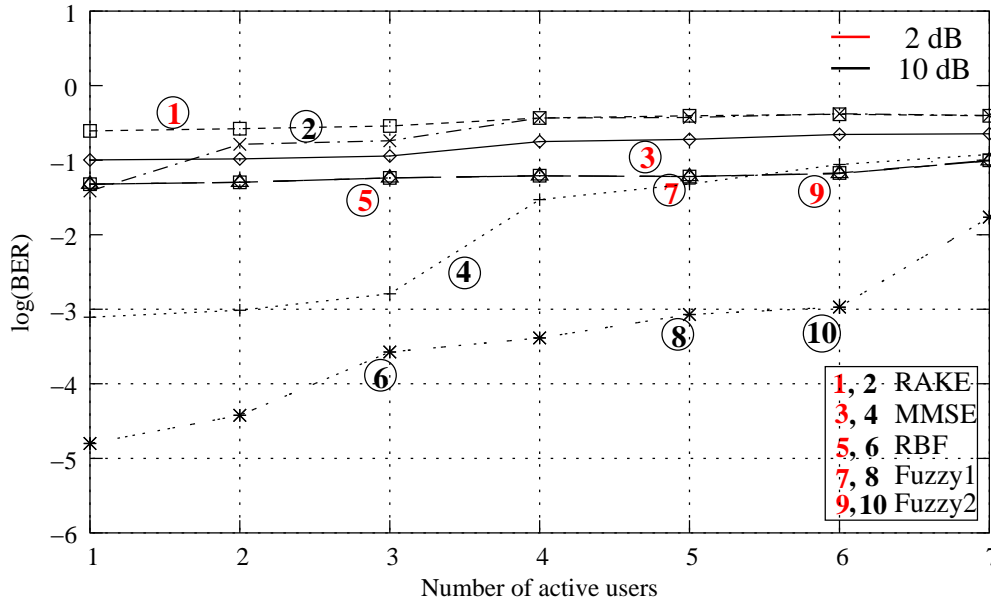 1
0
−1
−2
−3
−4
−5
−6
log(BER)
1 2 3 4 5 6 7
Number of active users
2 dB
10 dB
1
2
3
4
5
6
7
8
9
10
1, 2 RAKE
3, 4 MMSE
5, 6 RBF
7, 8 Fuzzy1
9,10 Fuzzy2